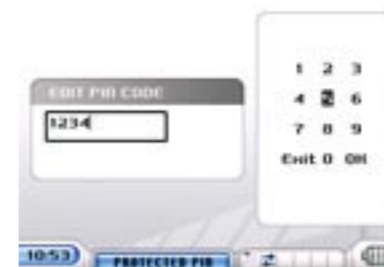 EDIT PIN CODE
1234
1 2 3
4 5 6
7 8 9
Exit 0 OK
10:53
PROTECTED PIN